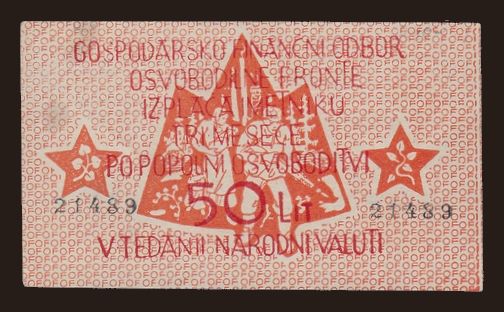 GOSPODARSKO FINANČNI ODBOR
OSVOBODILNE FRONTE
IZPLAČA IMETNIKU
TRI MESECE
PO POPOLNI OSVOBODITVI
50 LIT
21489 21489
V TEDANJI NARODNI VALUTI